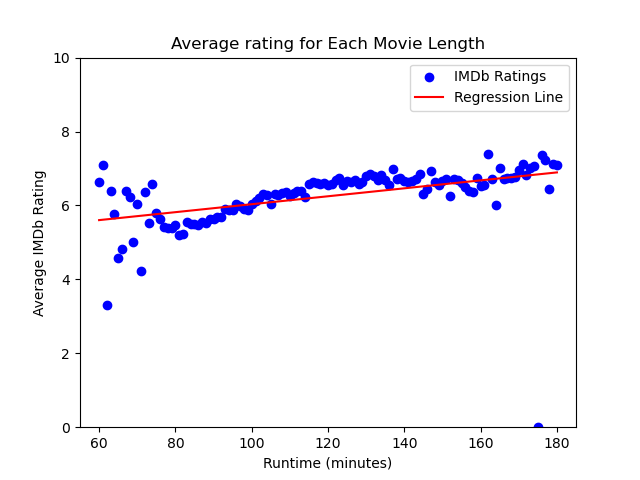 Average rating for Each Movie Length
IMDb Ratings
Regression Line
Average IMDb Rating
10
8
6
4
2
0
60 80 100 120 140 160 180
Runtime (minutes)